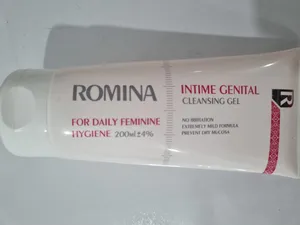 ROMINA
FOR DAILY FEMININE
HYGIENE 200ml±4%
INTIME GENITAL
CLEANSING GEL
NO IRRITATION
EXTREMELY MILD FORMULA
PREVENT DRY MUCOSA
R